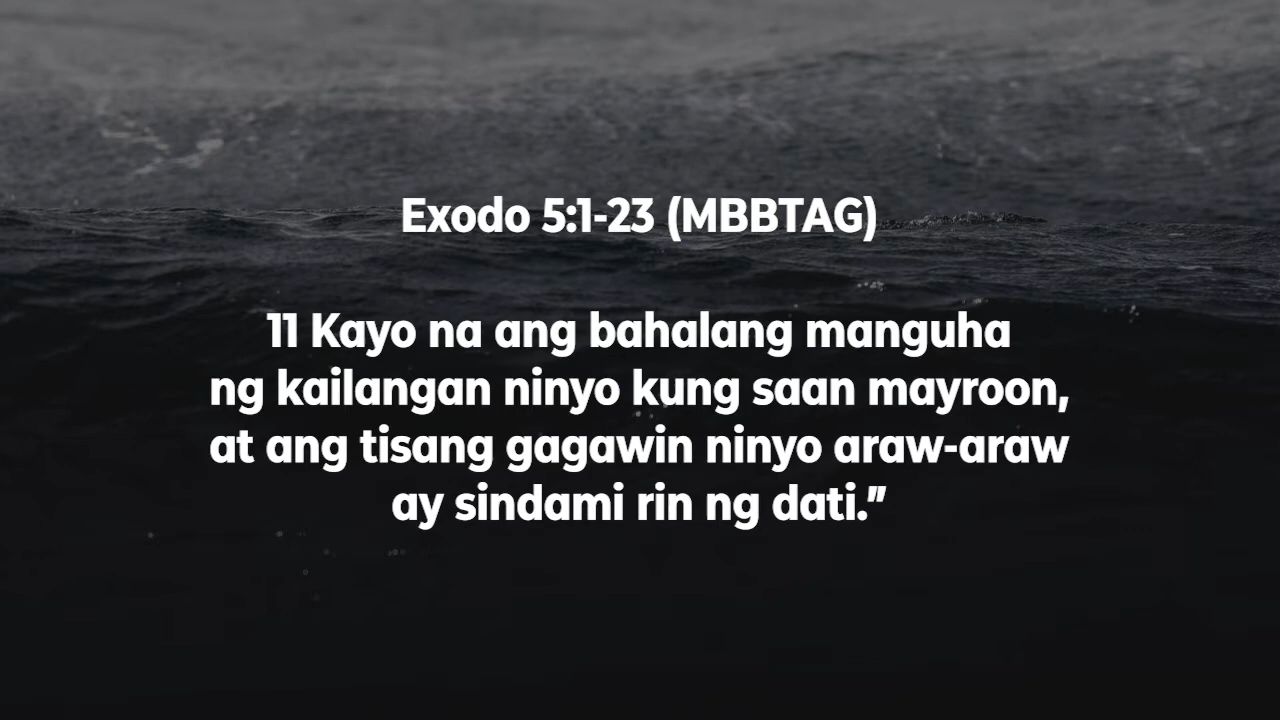 Exodo 5:1-23 (MBBTAG)
11 Kayo na ang bahalang manguha
ng kailangan ninyo kung saan mayroon,
at ang tisang gagawin ninyo araw-araw
ay sindami rin ng dati.”